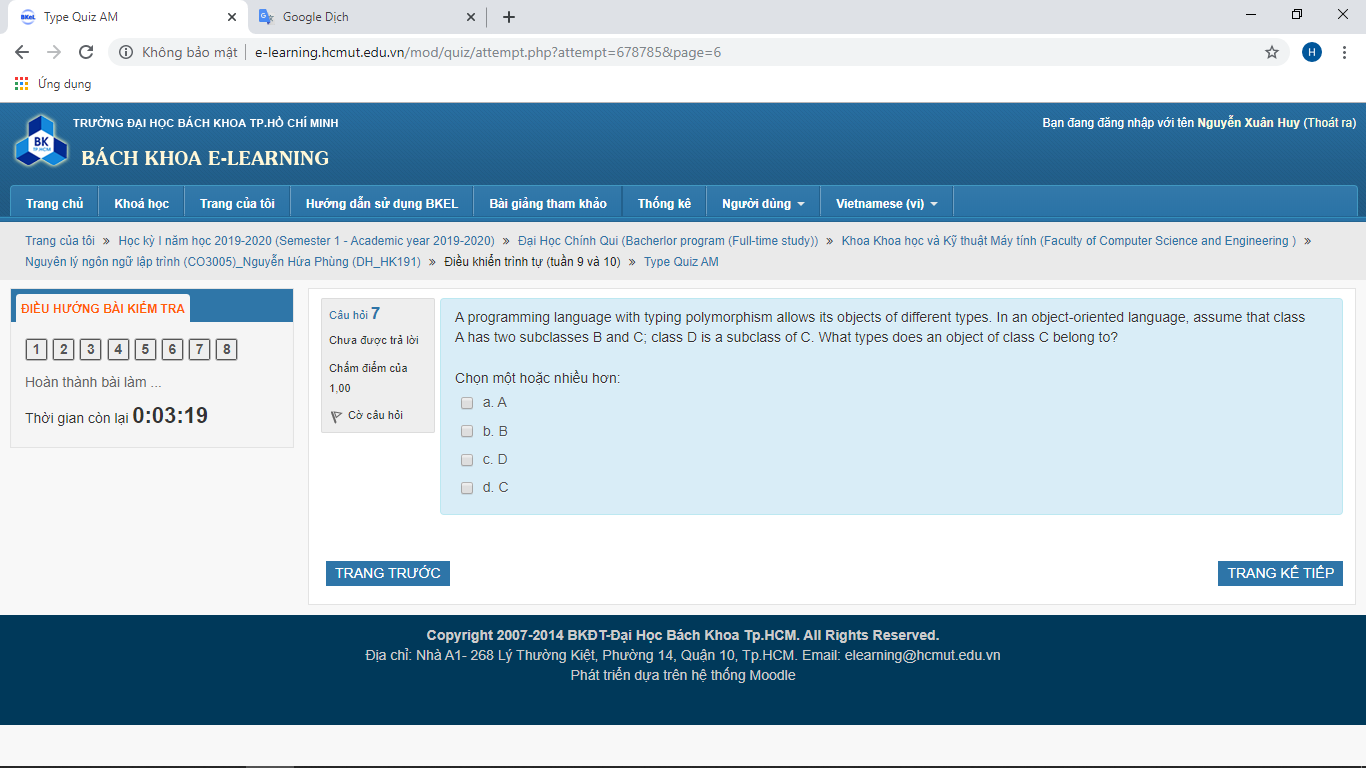 Type Quiz AM
Google Dịch
Không bảo mật | e-learning.hcmut.edu.vn/mod/quiz/attempt.php?attempt=678785&page=6
H
Ứng dụng
BK
TP.HCM
TRƯỜNG ĐẠI HỌC BÁCH KHOA TP.HỒ CHÍ MINH
Bạn đang đăng nhập với tên Nguyễn Xuân Huy (Thoát ra)
BÁCH KHOA E-LEARNING
Trang chủ Khoá học Trang của tôi Hướng dẫn sử dụng BKEL Bài giảng tham khảo Thống kê Người dùng Vietnamese (vi)
Trang của tôi » Học kỳ I năm học 2019-2020 (Semester 1 - Academic year 2019-2020) » Đại Học Chính Qui (Bacherlor program (Full-time study)) » Khoa Khoa học và Kỹ thuật Máy tính (Faculty of Computer Science and Engineering ) »
Nguyên lý ngôn ngữ lập trình (CO3005)_Nguyễn Hứa Phùng (DH_HK191) » Điều khiển trình tự (tuần 9 và 10) » Type Quiz AM
ĐIỀU HƯỚNG BÀI KIỂM TRA
1 2 3 4 5 6 7 8
Hoàn thành bài làm ...
Thời gian còn lại 0:03:19
Câu hỏi 7
Chưa được trả lời
Chấm điểm của
1,00
Cờ câu hỏi
A programming language with typing polymorphism allows its objects of different types. In an object-oriented language, assume that class
A has two subclasses B and C; class D is a subclass of C. What types does an object of class C belong to?
Chọn một hoặc nhiều hơn:
a. A
b. B
c. D
d. C
TRANG TRƯỚC
TRANG KẾ TIẾP
Copyright 2007-2014 BKĐT-Đại Học Bách Khoa Tp.HCM. All Rights Reserved.
Địa chỉ: Nhà A1- 268 Lý Thường Kiệt, Phường 14, Quận 10, Tp.HCM. Email: elearning@hcmut.edu.vn
Phát triển dựa trên hệ thống Moodle